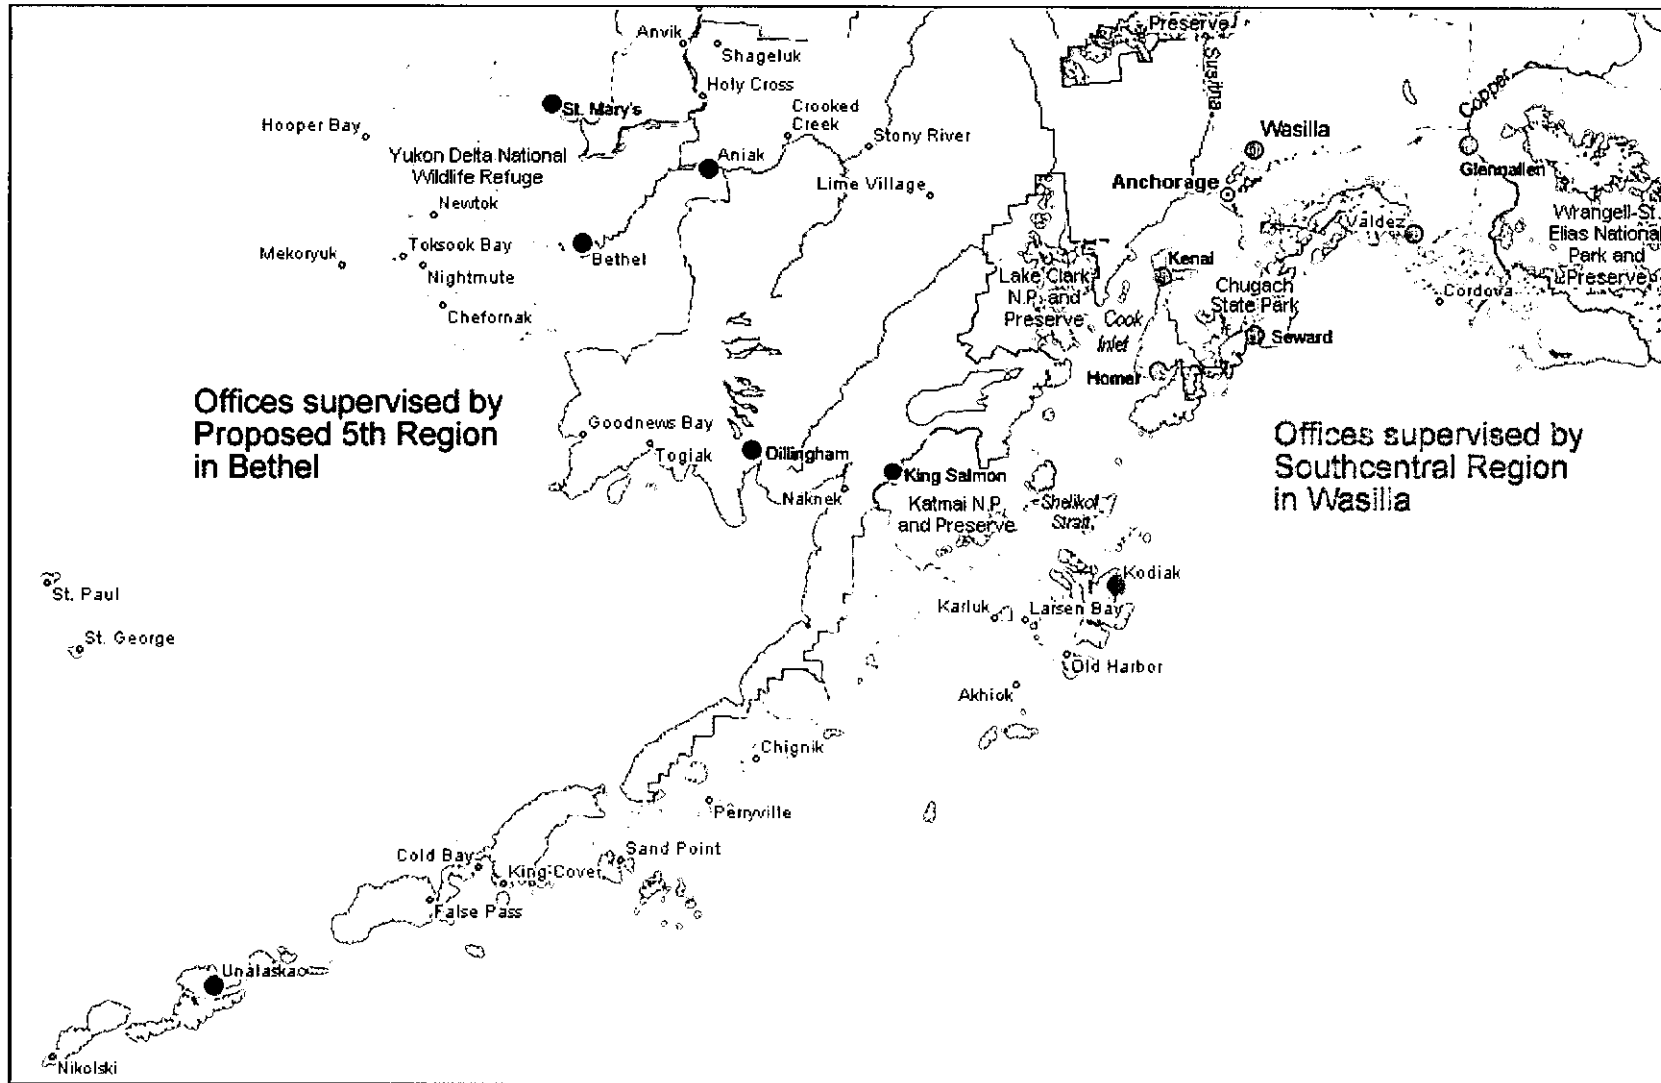 Preserve
Anvik
Shageluk
Susitna
Holy Cross
Copper
St. Mary's
Crooked
Creek
Hooper Bay
Stony River
Wasilla
Yukon Delta National
Wildlife Refuge
Aniak
Glennallen
Lime Village
Anchorage
Newtok
Wrangell-St.
Elias National
Park and
Preserve
Valdez
Toksook Bay
Mekoryuk
Bethel
Nightmute
Kenai
Lake Clark
N.P. and
Preserve
Chugach
State Park
Cordova
Chefornak
Cook
Inlet
Seward
Homer
Offices supervised by
Proposed 5th Region
in Bethel
Goodnews Bay
Togiak
Dillingham
Offices supervised by
Southcentral Region
in Wasilla
King Salmon
Naknek
Katmai N.P.
and Preserve
Shelikof
Strait
Kodiak
St. Paul
Karluk
Larsen Bay
St. George
Old Harbor
Akhiok
Chignik
Perryville
Sand Point
Cold Bay
King Cover
False Pass
Unalaska
Nikolski